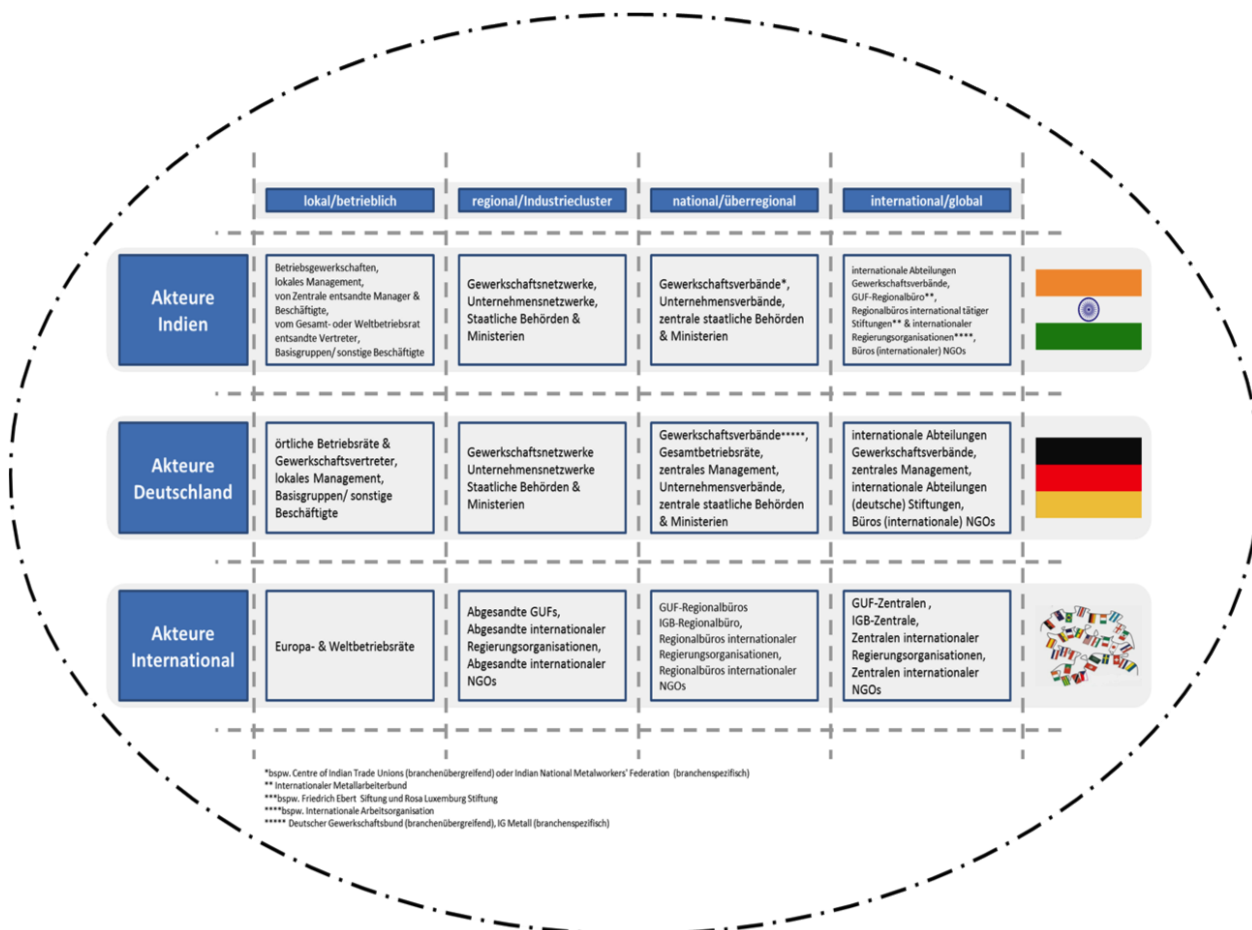 lokal/betrieblich
regional/Industriecluster
national/überregional
international/global
Akteure
Indien
Betriebsgewerkschaften,
lokales Management,
von Zentrale entsandte Manager &
Beschäftigte,
vom Gesamt- oder Weltbetriebsrat
entsandte Vertreter,
Basisgruppen/ sonstige Beschäftigte
Gewerkschaftsnetzwerke,
Unternehmensnetzwerke,
Staatliche Behörden &
Ministerien
Gewerkschaftsverbände*,
Unternehmensverbände,
zentrale staatliche Behörden
& Ministerien
internationale Abteilungen
Gewerkschaftsverbände,
GUF-Regionalbüro**,
Regionalbüros international tätiger
Stiftungen** & internationaler
Regierungsorganisationen****,
Büros (internationaler) NGOs
Akteure
Deutschland
örtliche Betriebsräte &
Gewerkschaftsvertreter,
lokales Management,
Basisgruppen/ sonstige
Beschäftigte
Gewerkschaftsnetzwerke
Unternehmensnetzwerke
Staatliche Behörden &
Ministerien
Gewerkschaftsverbände*****,
Gesamtbetriebsräte,
zentrales Management,
Unternehmensverbände,
zentrale staatliche Behörden
& Ministerien
internationale Abteilungen
Gewerkschaftsverbände,
zentrales Management,
internationale Abteilungen
(deutsche) Stiftungen,
Büros (internationale) NGOs
Akteure
International
Europa- & Weltbetriebsräte
Abgesandte GUFs,
Abgesandte internationaler
Regierungsorganisationen,
Abgesandte internationaler
NGOs
GUF-Regionalbüros
IGB-Regionalbüro,
Regionalbüros internationaler
Regierungsorganisationen,
Regionalbüros internationaler
NGOs
GUF-Zentralen ,
IGB-Zentrale,
Zentralen internationaler
Regierungsorganisationen,
Zentralen internationaler
NGOs
*bspw. Centre of Indian Trade Unions (branchenübergreifend) oder Indian National Metalworkers' Federation (branchenspezifisch)
** Internationaler Metallarbeiterbund
***bspw. Friedrich Ebert Siftung und Rosa Luxemburg Stiftung
****bspw. Internationale Arbeitsorganisation
***** Deutscher Gewerkschaftsbund (branchenübergreifend), IG Metall (branchenspezifisch)